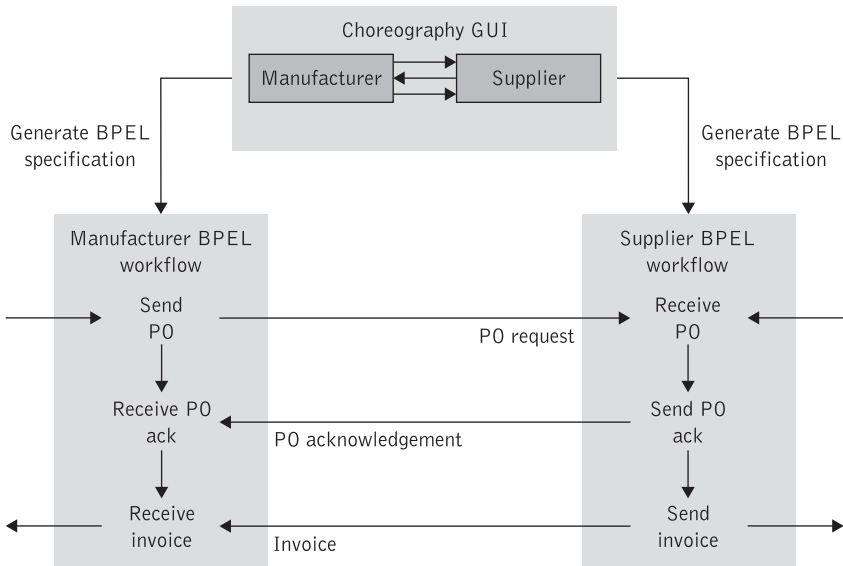 Choreography GUI
Manufacturer
Supplier
Generate BPEL
specification
Generate BPEL
specification
Manufacturer BPEL
workflow
Supplier BPEL
workflow
Send
PO
Receive
PO
PO request
Receive PO
ack
Send PO
ack
PO acknowledgement
Receive
invoice
Send
invoice
Invoice